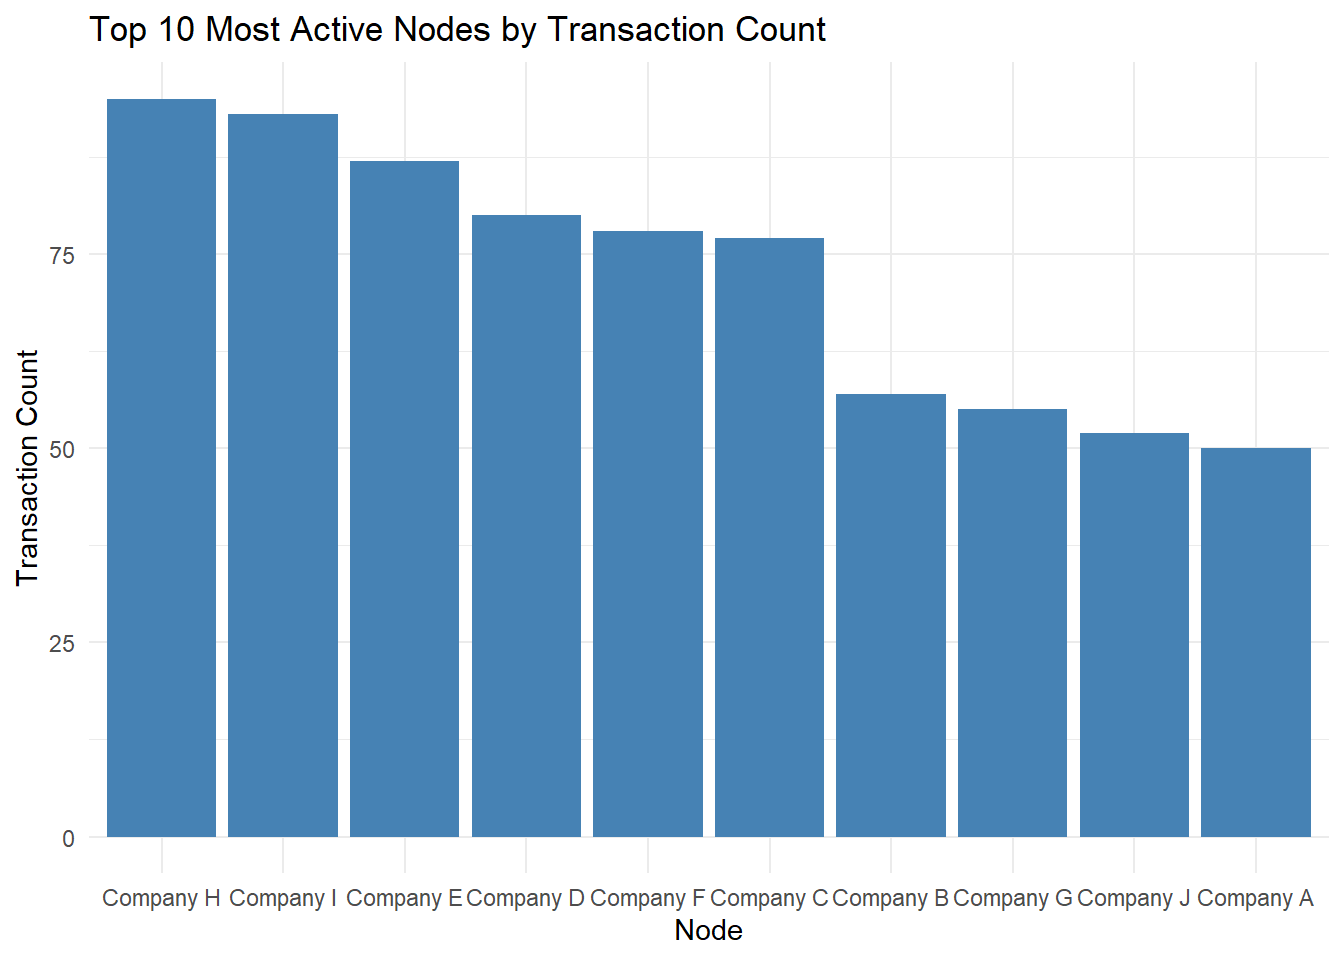 Top 10 Most Active Nodes by Transaction Count
Transaction Count
75
50
25
0
Company H Company I Company E Company D Company F Company C Company B Company G Company J Company A
Node